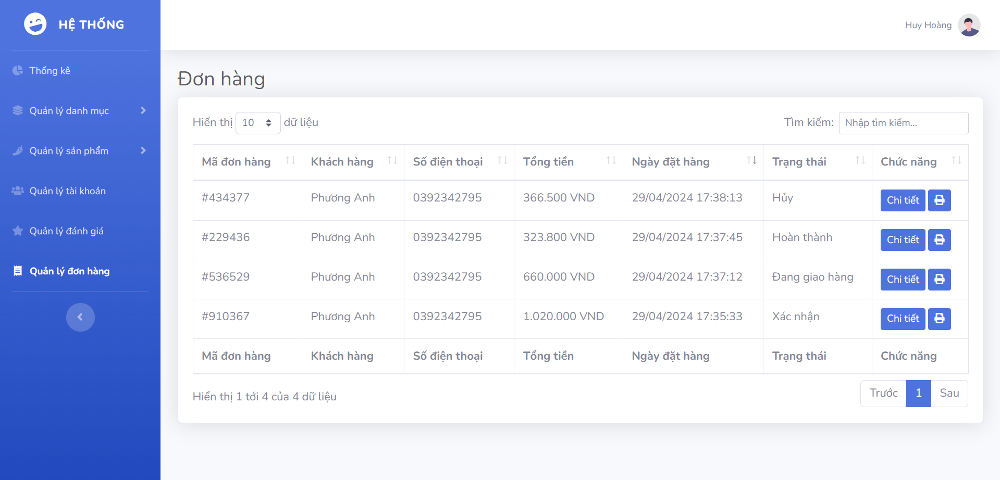 HỆ THỐNG
Huy Hoàng
Thống kê
Quản lý danh mục
Quản lý sản phẩm
Quản lý tài khoản
Quản lý đánh giá
Quản lý đơn hàng
Đơn hàng
Hiển thị 10 dữ liệu
Tìm kiếm: Nhập tìm kiếm...
Mã đơn hàng Khách hàng Số điện thoại Tổng tiền Ngày đặt hàng Trạng thái Chức năng
#434377 Phương Anh 0392342795 366.500 VND 29/04/2024 17:38:13 Hủy Chi tiết
#229436 Phương Anh 0392342795 323.800 VND 29/04/2024 17:37:45 Hoàn thành Chi tiết
#536529 Phương Anh 0392342795 660.000 VND 29/04/2024 17:37:12 Đang giao hàng Chi tiết
#910367 Phương Anh 0392342795 1.020.000 VND 29/04/2024 17:35:33 Xác nhận Chi tiết
Mã đơn hàng Khách hàng Số điện thoại Tổng tiền Ngày đặt hàng Trạng thái Chức năng
Hiển thị 1 tới 4 của 4 dữ liệu
Trước 1 Sau